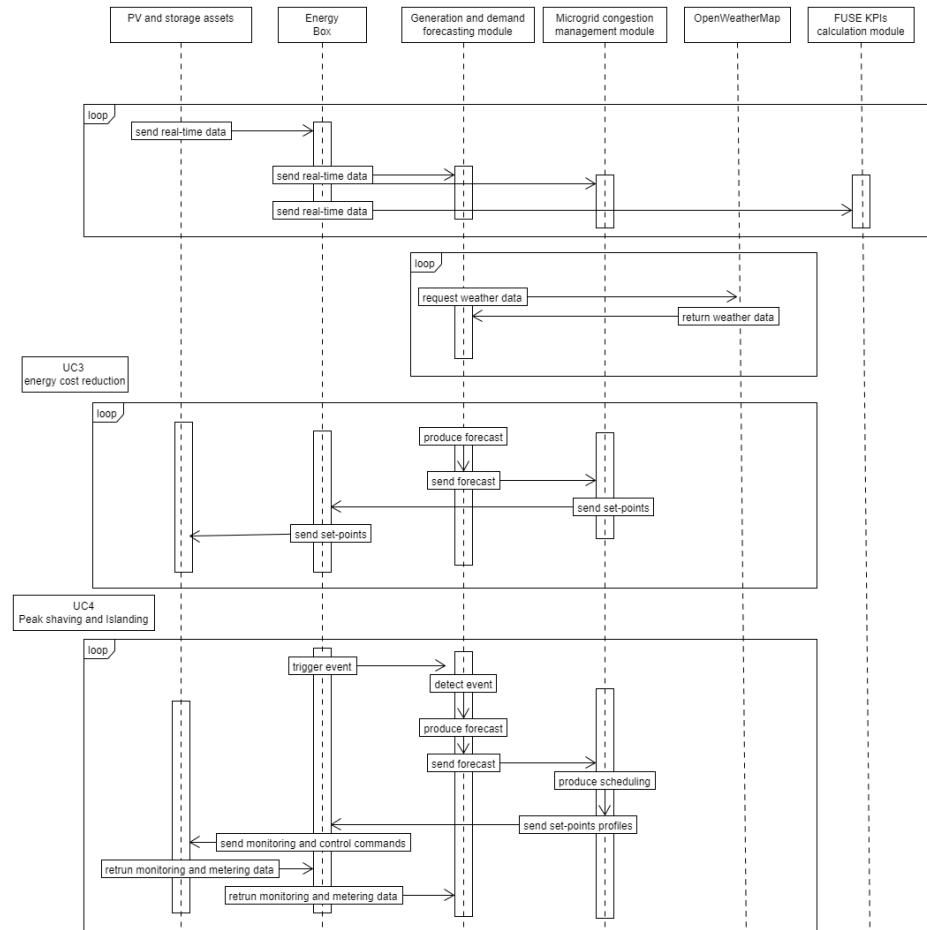 PV and storage assets
Energy
Box
Generation and demand
forecasting module
Microgrid congestion
management module
OpenWeatherMap
FUSE KPIs
calculation module
loop
send real-time data
send real-time data
send real-time data
loop
request weather data
return weather data
UC3
energy cost reduction
loop
produce forecast
send forecast
send set-points
send set-points
UC4
Peak shaving and Islanding
loop
trigger event
detect event
produce forecast
send forecast
produce scheduling
send set-points profiles
send monitoring and control commands
retrun monitoring and metering data
retrun monitoring and metering data